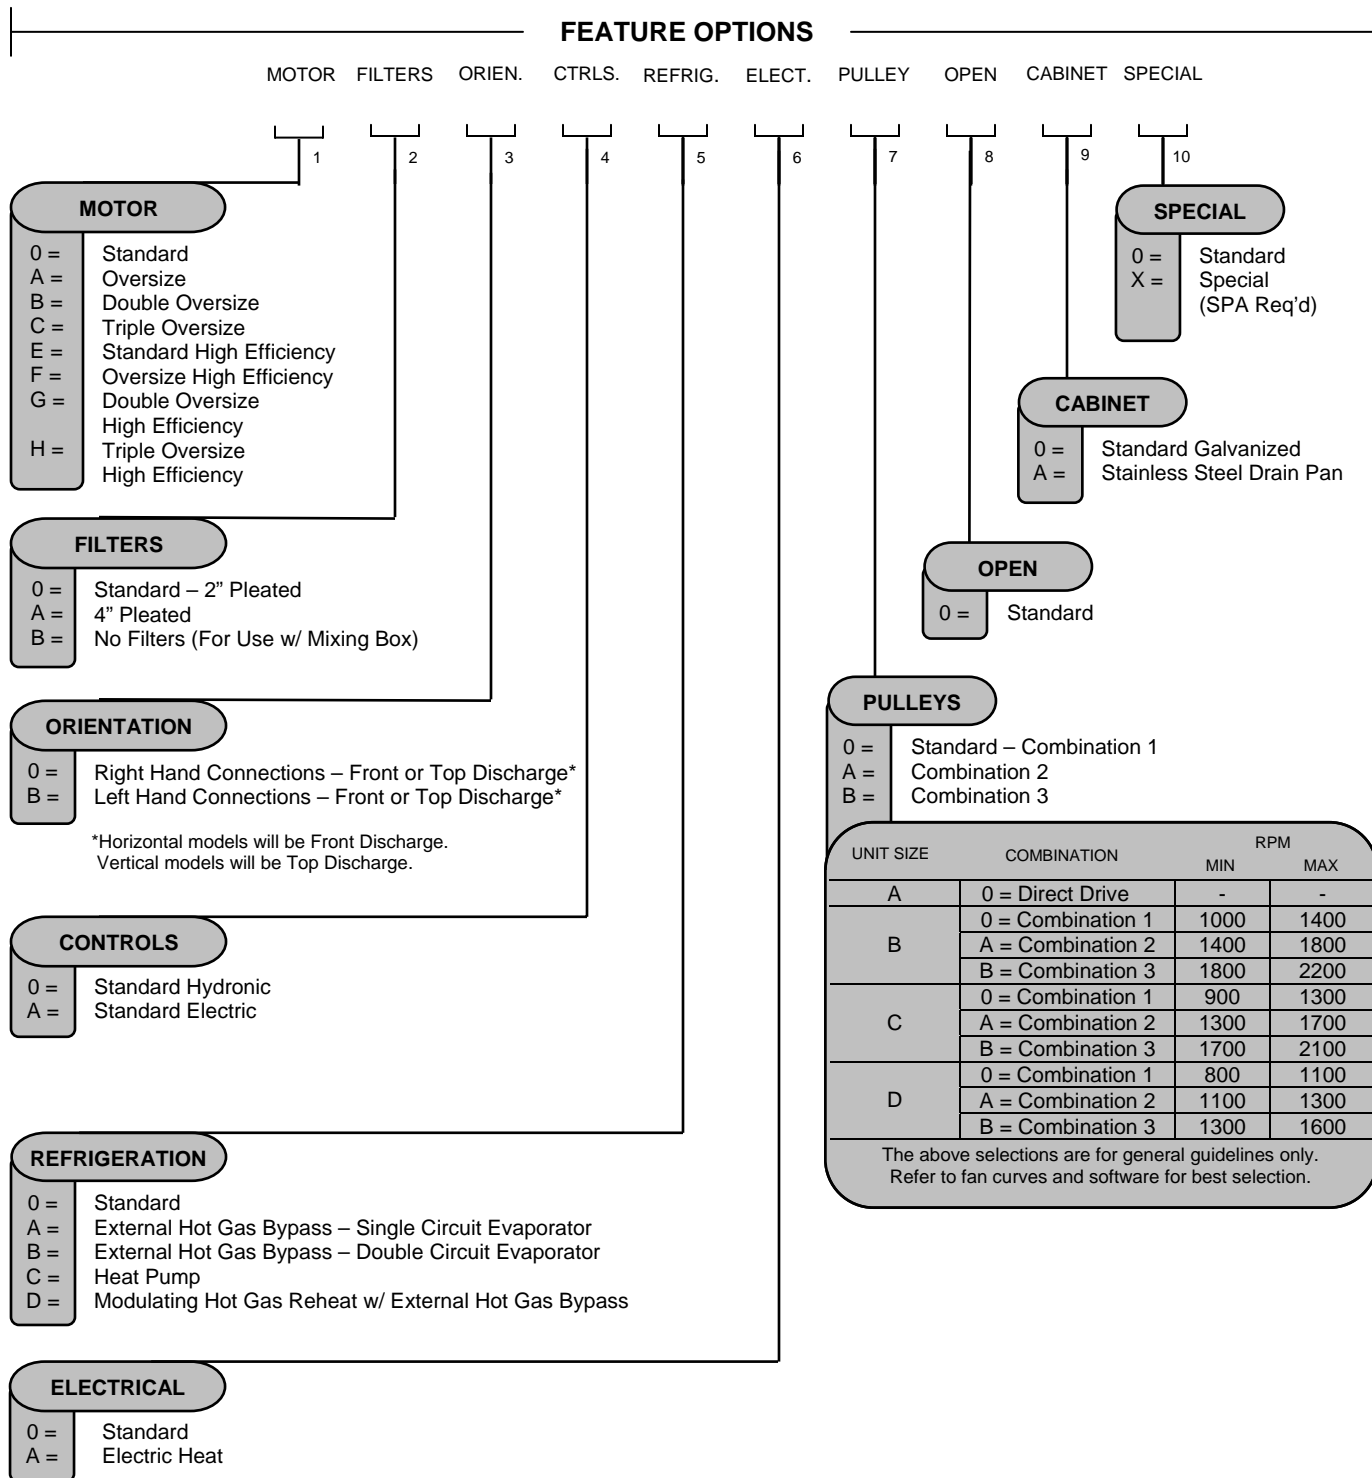 FEATURE OPTIONS
MOTOR FILTERS ORIEN. CTRLS. REFRIG. ELECT. PULLEY OPEN CABINET SPECIAL
1 2 3 4 5 6 7 8 9 10
MOTOR
0 = Standard
A = Oversize
B = Double Oversize
C = Triple Oversize
E = Standard High Efficiency
F = Oversize High Efficiency
G = Double Oversize
High Efficiency
H = Triple Oversize
High Efficiency
SPECIAL
0 = Standard
X = Special
(SPA Req'd)
CABINET
0 = Standard Galvanized
A = Stainless Steel Drain Pan
FILTERS
0 = Standard – 2” Pleated
A = 4” Pleated
B = No Filters (For Use w/ Mixing Box)
OPEN
0 = Standard
ORIENTATION
0 = Right Hand Connections – Front or Top Discharge*
B = Left Hand Connections – Front or Top Discharge*
*Horizontal models will be Front Discharge.
Vertical models will be Top Discharge.
PULLEYS
0 = Standard – Combination 1
A = Combination 2
B = Combination 3
UNIT SIZE COMBINATION RPM
MIN MAX
A 0 = Direct Drive - -
B 0 = Combination 1 1000 1400
A = Combination 2 1400 1800
B = Combination 3 1800 2200
C 0 = Combination 1 900 1300
A = Combination 2 1300 1700
B = Combination 3 1700 2100
D 0 = Combination 1 800 1100
A = Combination 2 1100 1300
B = Combination 3 1300 1600
The above selections are for general guidelines only.
Refer to fan curves and software for best selection.
CONTROLS
0 = Standard Hydronic
A = Standard Electric
REFRIGERATION
0 = Standard
A = External Hot Gas Bypass – Single Circuit Evaporator
B = External Hot Gas Bypass – Double Circuit Evaporator
C = Heat Pump
D = Modulating Hot Gas Reheat w/ External Hot Gas Bypass
ELECTRICAL
0 = Standard
A = Electric Heat